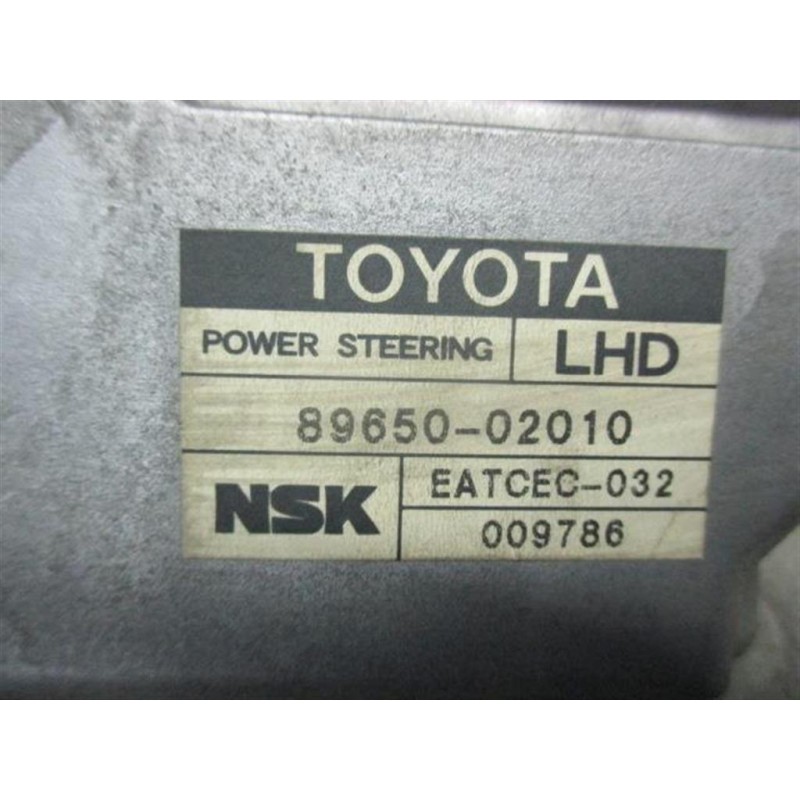 TOYOTA
POWER STEERING LHD
89650-02010
NSK EATCEC-032
009786